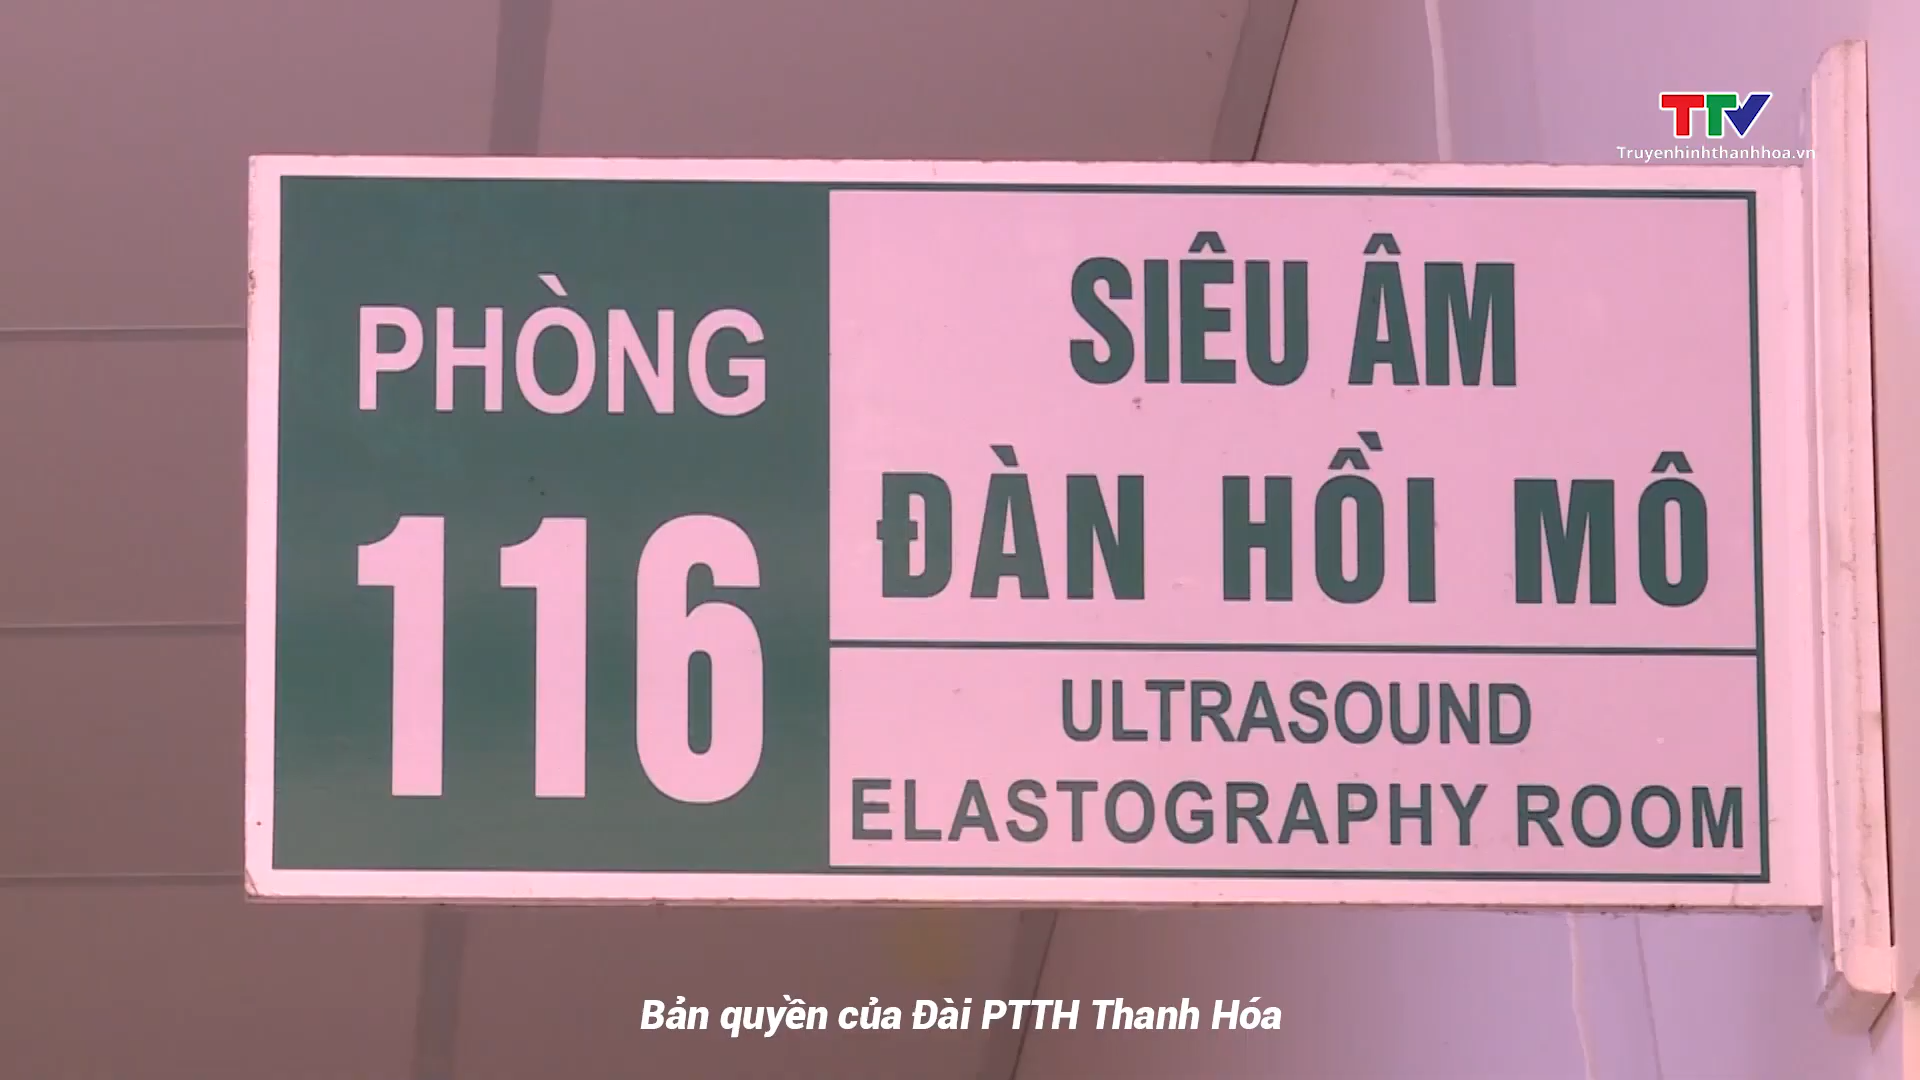 TTV
Truyenhinhthanhhoa.vn
PHÒNG
116
SIÊU ÂM
ĐÀN HỒI MÔ
ULTRASOUND
ELASTOGRAPHY ROOM
Bản quyền của Đài PTTH Thanh Hóa